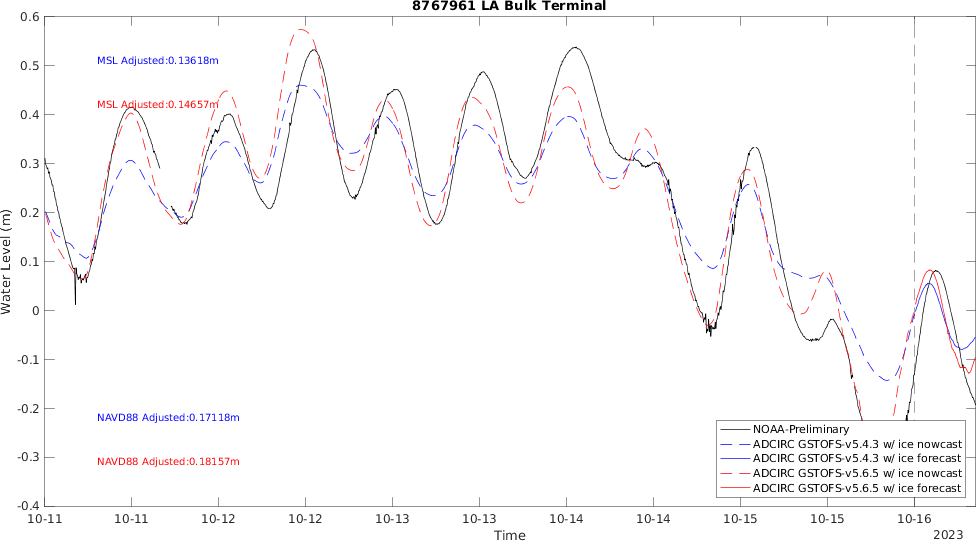 8767961 LA Bulk Terminal
0.6
0.5
0.4
0.3
0.2
0.1
0
-0.1
-0.2
-0.3
-0.4
Water Level (m)
MSL Adjusted:0.13618m
MSL Adjusted:0.14657m
NAVD88 Adjusted:0.17118m
NAVD88 Adjusted:0.18157m
NOAA-Preliminary
ADCIRC GSTOFS-v5.4.3 w/ ice nowcast
ADCIRC GSTOFS-v5.4.3 w/ ice forecast
ADCIRC GSTOFS-v5.6.5 w/ ice nowcast
ADCIRC GSTOFS-v5.6.5 w/ ice forecast
10-11 10-11 10-12 10-12 10-13 10-13 10-14 10-14 10-15 10-15 10-16
Time
2023